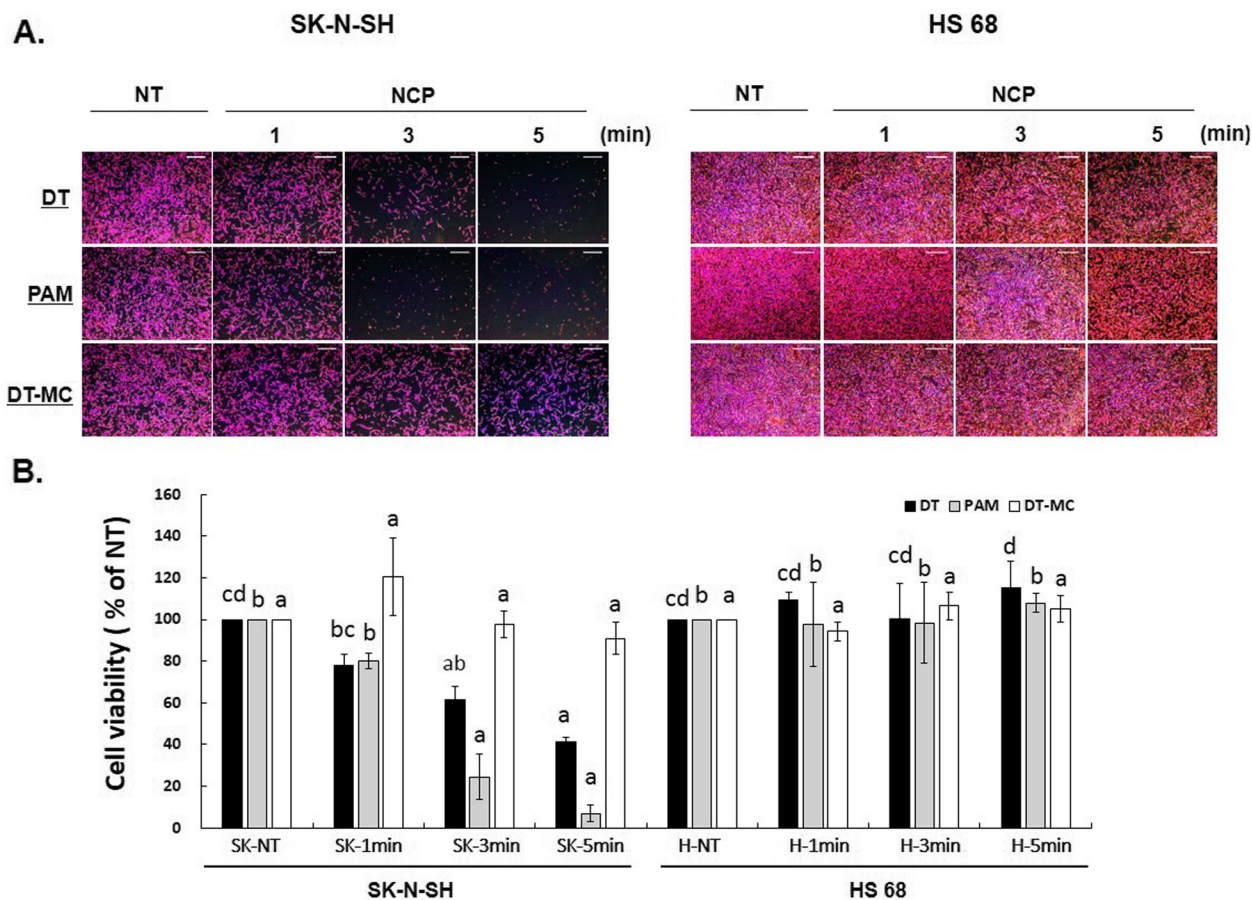 A.
SK-N-SH
HS 68
NT NCP
NT NCP
1 3 5 (min)
1 3 5 (min)
DT
PAM
DT-MC
B.
Cell viability ( % of NT)
160
140
120
100
80
60
40
20
0
DT PAM DT-MC
cd b a
bc b a
ab a a
a a a
cd b a
cd b a
cd b a
d b a
SK-NT SK-1min SK-3min SK-5min H-NT H-1min H-3min H-5min
SK-N-SH HS 68